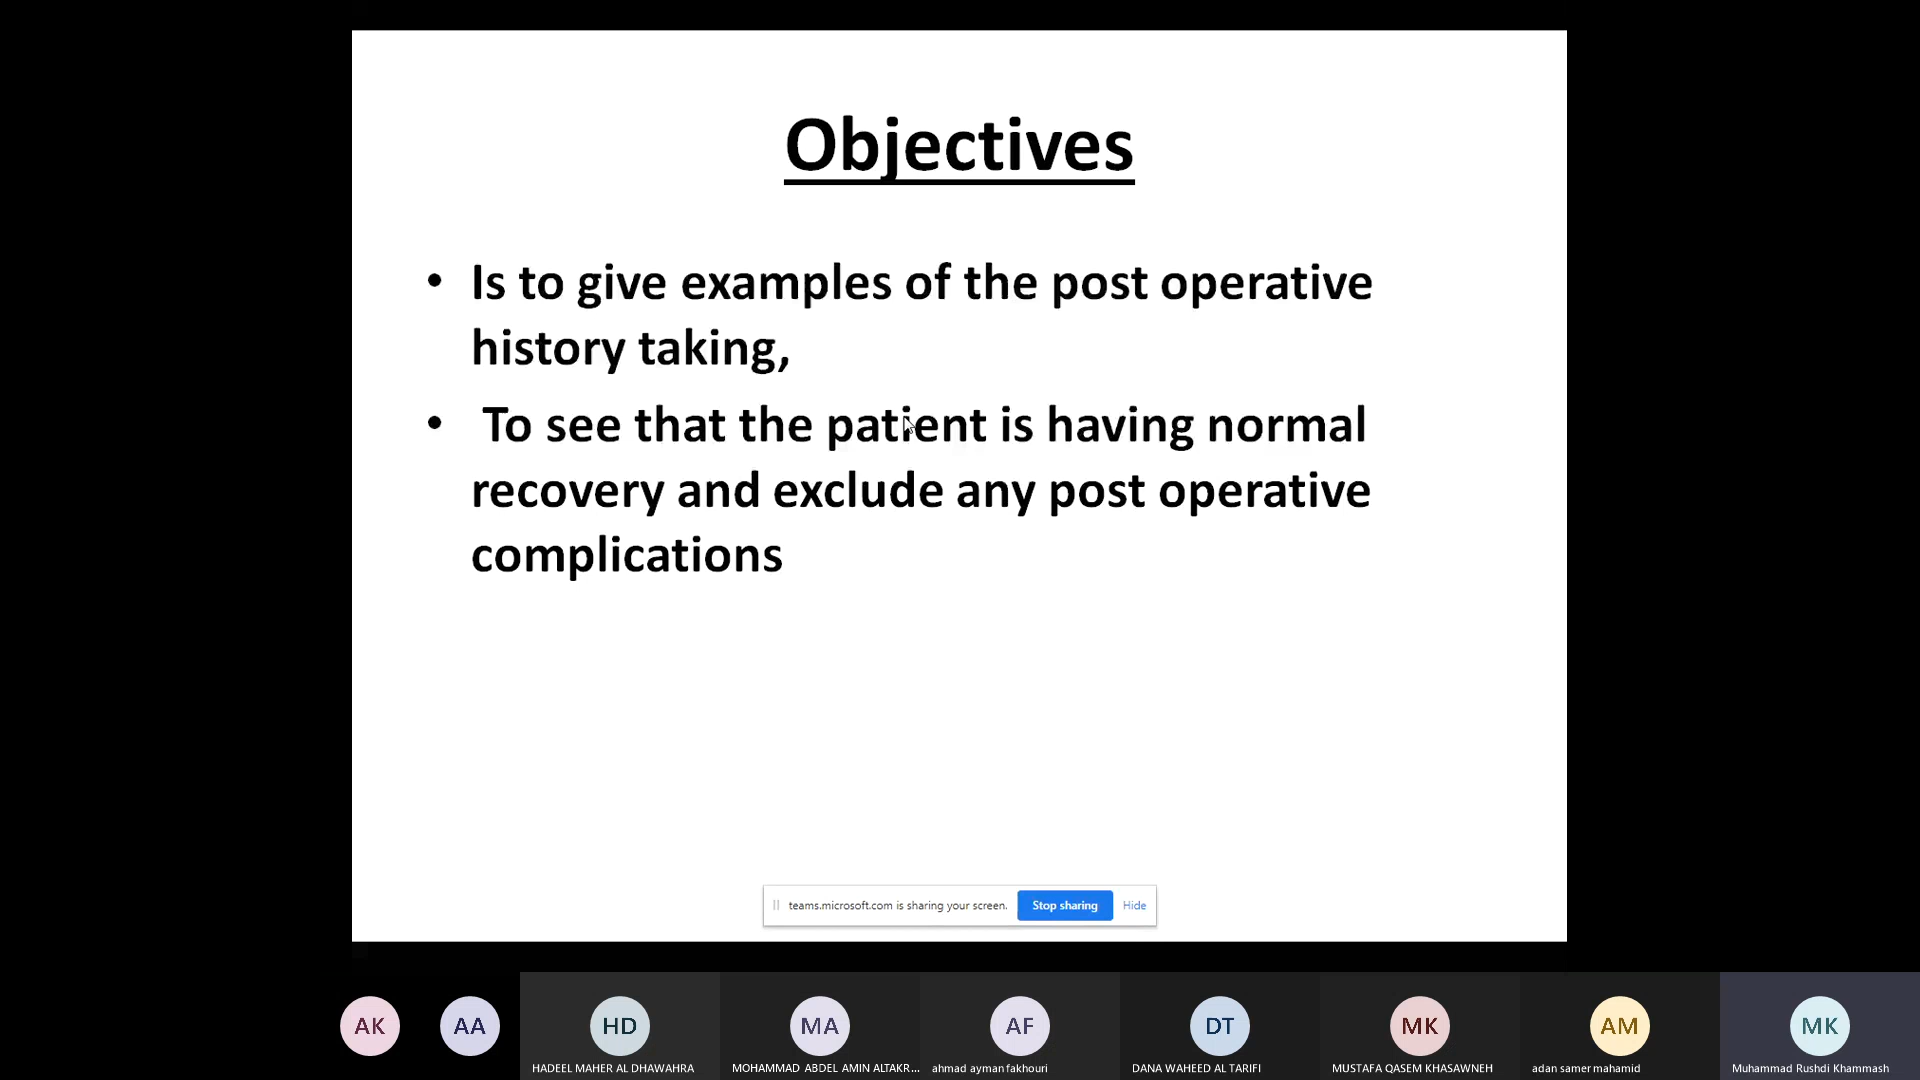 Objectives
• Is to give examples of the post operative
history taking,
• To see that the patient is having normal
recovery and exclude any post operative
complications
teams.microsoft.com is sharing your screen. Stop sharing Hide
AK AA HD MA AF DT MK AM MK
HADEEL MAHER AL DHAWAHRA MOHAMMAD ABDEL AMIN ALTAKR... ahmad ayman fakhouri DANA WAHEED AL TARIFI MUSTAFA QASEM KHASAWNEH adan samer mahamid Muhammad Rushdi Khammash